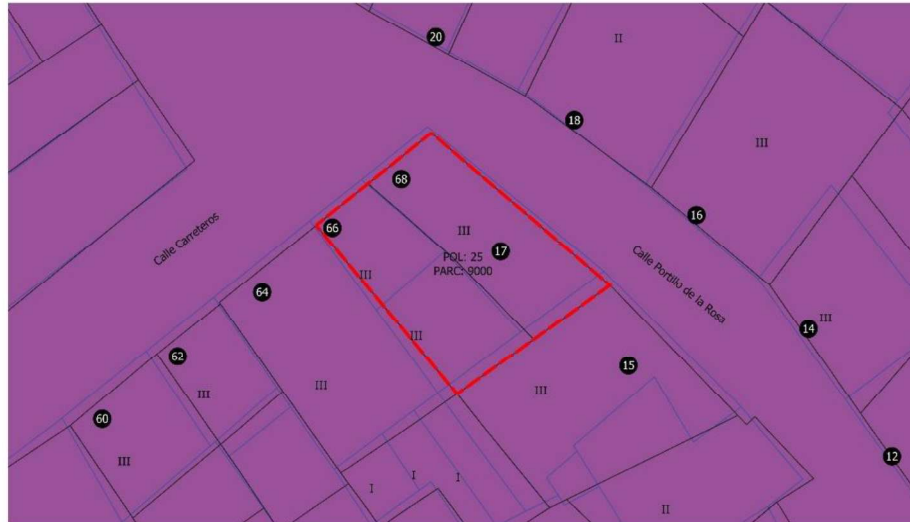 20
II
18
III
68
16
66
III
17
Calle Carreteros
POL: 25
PARC: 9000
III
Calle Portillo de la Rosa
64
III
14
III
62
15
III
III
III
60
III
12
I
I
I
II